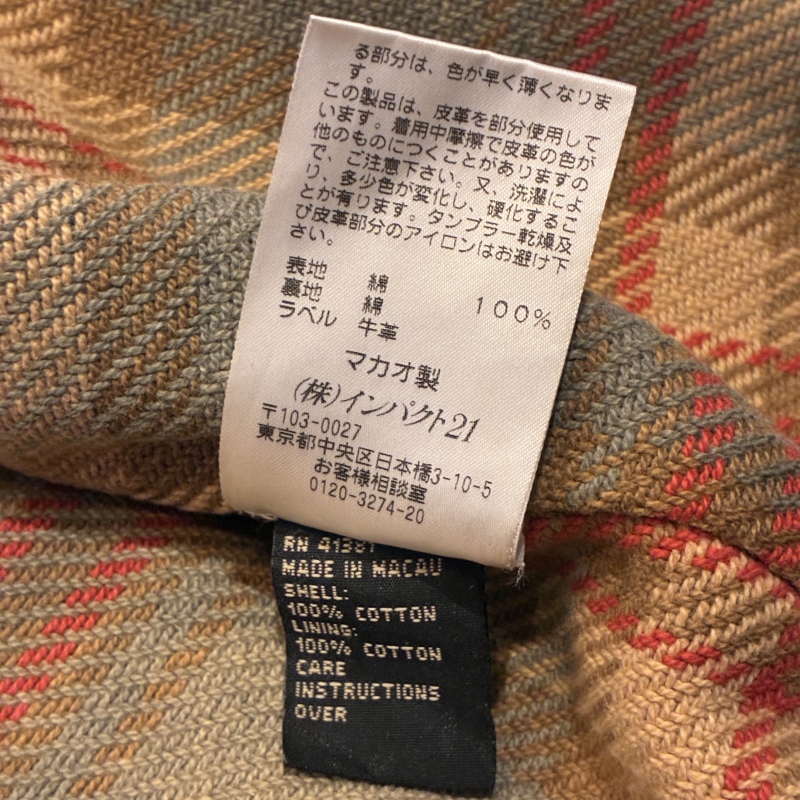 る部分は、色が早く薄くなりま
す。
この製品は、皮革を部分使用して
います。着用中摩擦で皮革の色が
他のものにつくことがありますの
で、ご注意下さい。又、洗濯によ
り、多少色が変化し、硬化するこ
とが有ります。タンブラー乾燥及
び皮革部分のアイロンはお避け下
さい。
表地 綿
裏地 綿 100%
ラベル 牛革
マカオ製
(株)インパクト21
〒103-0027
東京都中央区日本橋3-10-5
お客様相談室
0120-3274-20
RN 41381
MADE IN MACAU
SHELL:
100% COTTON
LINING:
100% COTTON
CARE
INSTRUCTIONS
OVER